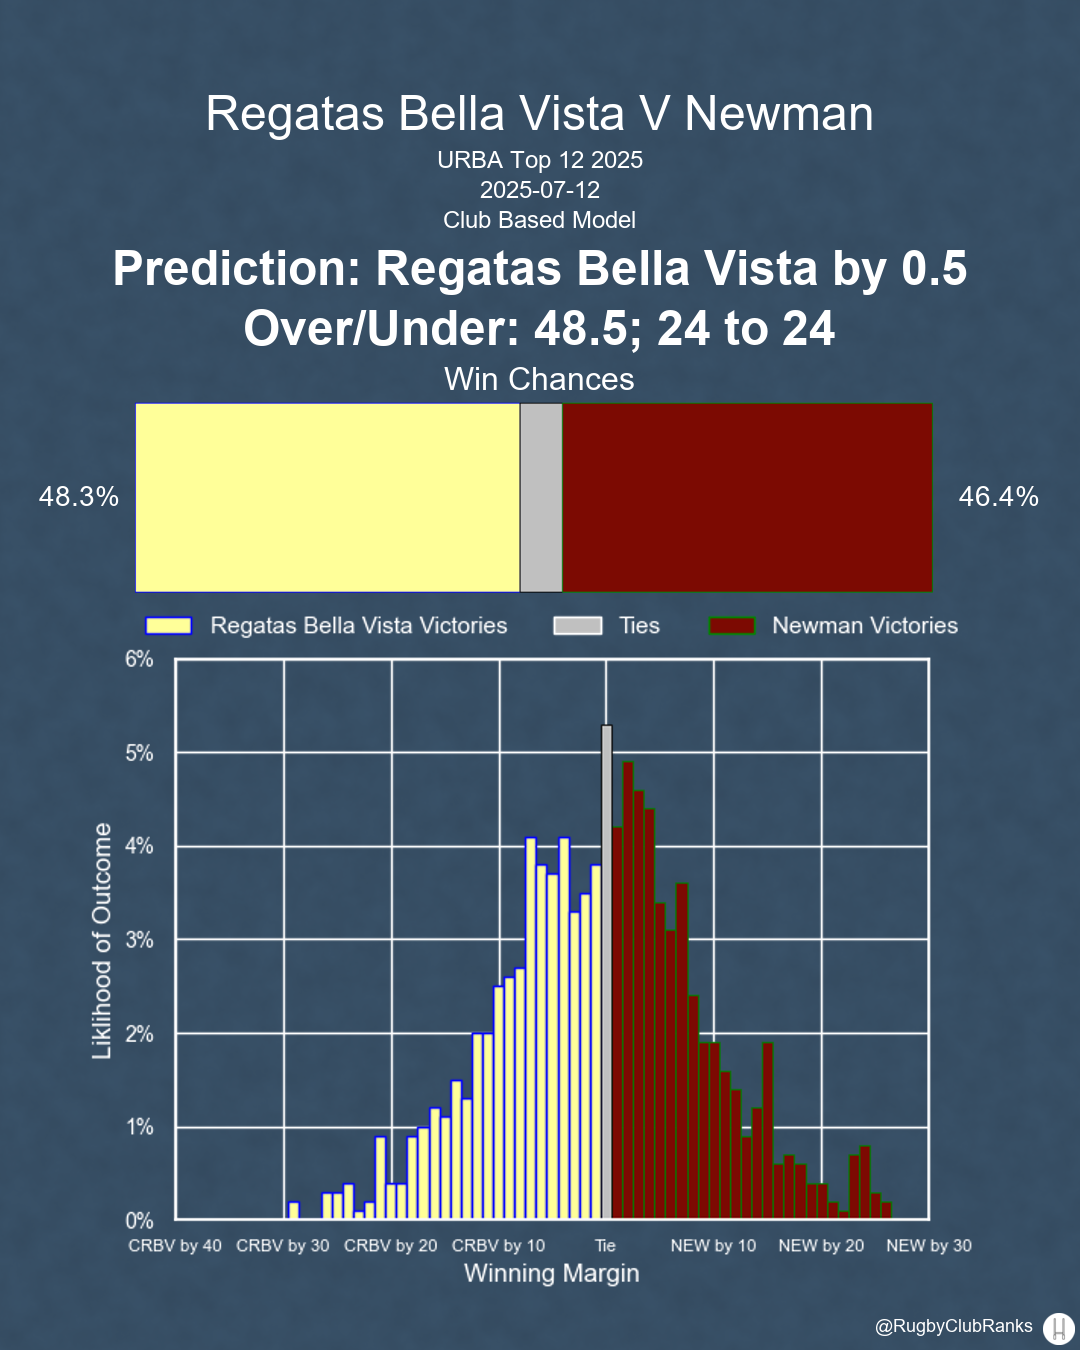 Regatas Bella Vista V Newman
URBA Top 12 2025
2025-07-12
Club Based Model
Prediction: Regatas Bella Vista by 0.5
Over/Under: 48.5; 24 to 24
Win Chances
48.3%
46.4%
Regatas Bella Vista Victories
Ties
Newman Victories
6%
5%
4%
3%
2%
1%
0%
Liklihood of Outcome
CRBV by 40
CRBV by 30
CRBV by 20
CRBV by 10
Tie
NEW by 10
NEW by 20
NEW by 30
Winning Margin
@RugbyClubRanks